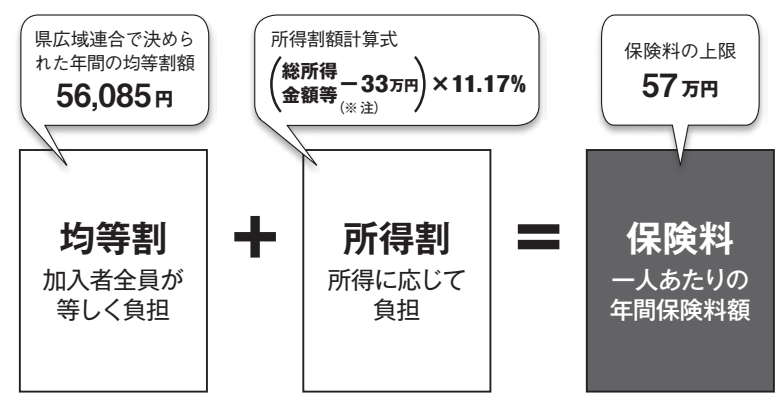 県広域連合で決めら
れた年間の均等割額
56,085円
所得割額計算式
(総所得金額等－33万円)×11.17%
(※注)
保険料の上限
57万円
均等割
加入者全員が
等しく負担
+
所得割
所得に応じて
負担
=
保険料
一人あたりの
年間保険料額